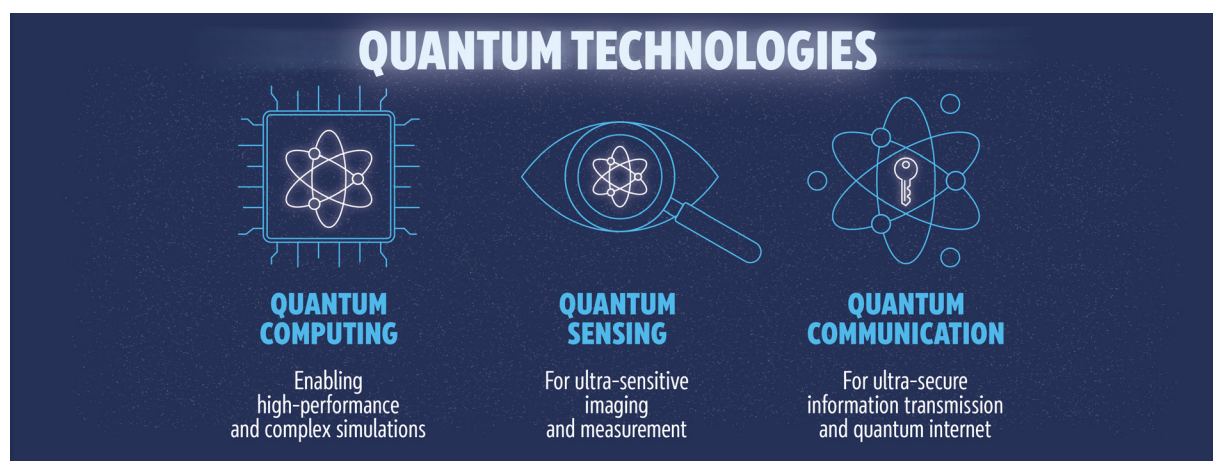 QUANTUM TECHNOLOGIES
QUANTUM
COMPUTING
Enabling
high-performance
and complex simulations
QUANTUM
SENSING
For ultra-sensitive
imaging
and measurement
QUANTUM
COMMUNICATION
For ultra-secure
information transmission
and quantum internet